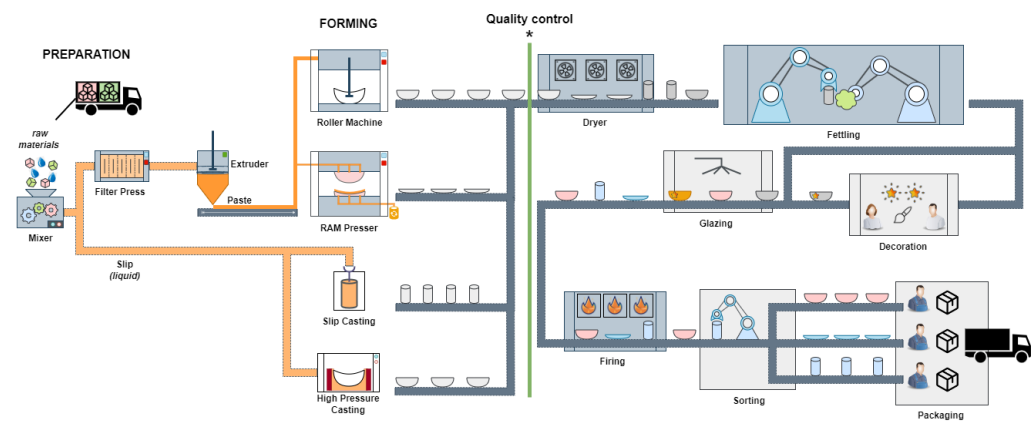 FORMING
Quality control
*
PREPARATION
raw
materials
Roller Machine
Dryer
Fettling
Filter Press
Extruder
Paste
Mixer
RAM Presser
Glazing
Decoration
Slip
(liquid)
Slip Casting
Firing
Sorting
High Pressure
Casting
Packaging